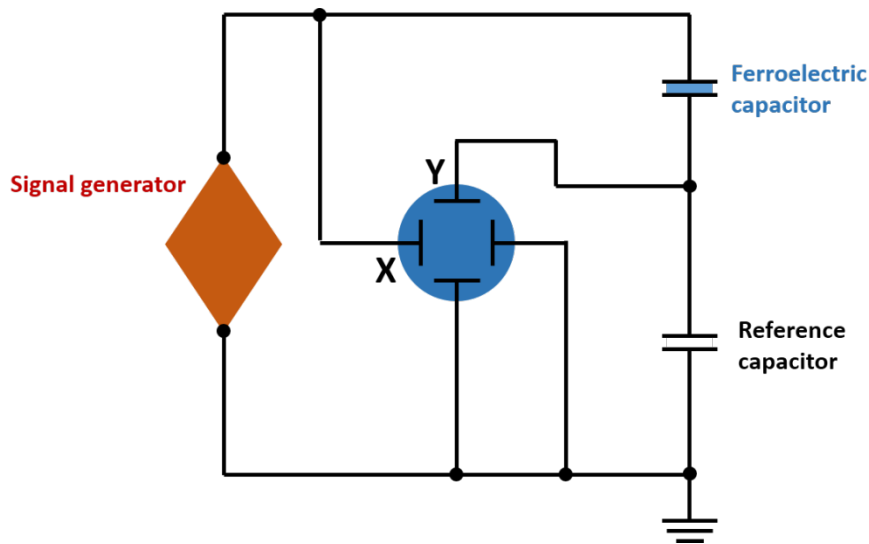 Ferroelectric
capacitor
Y
Signal generator
X
Reference
capacitor